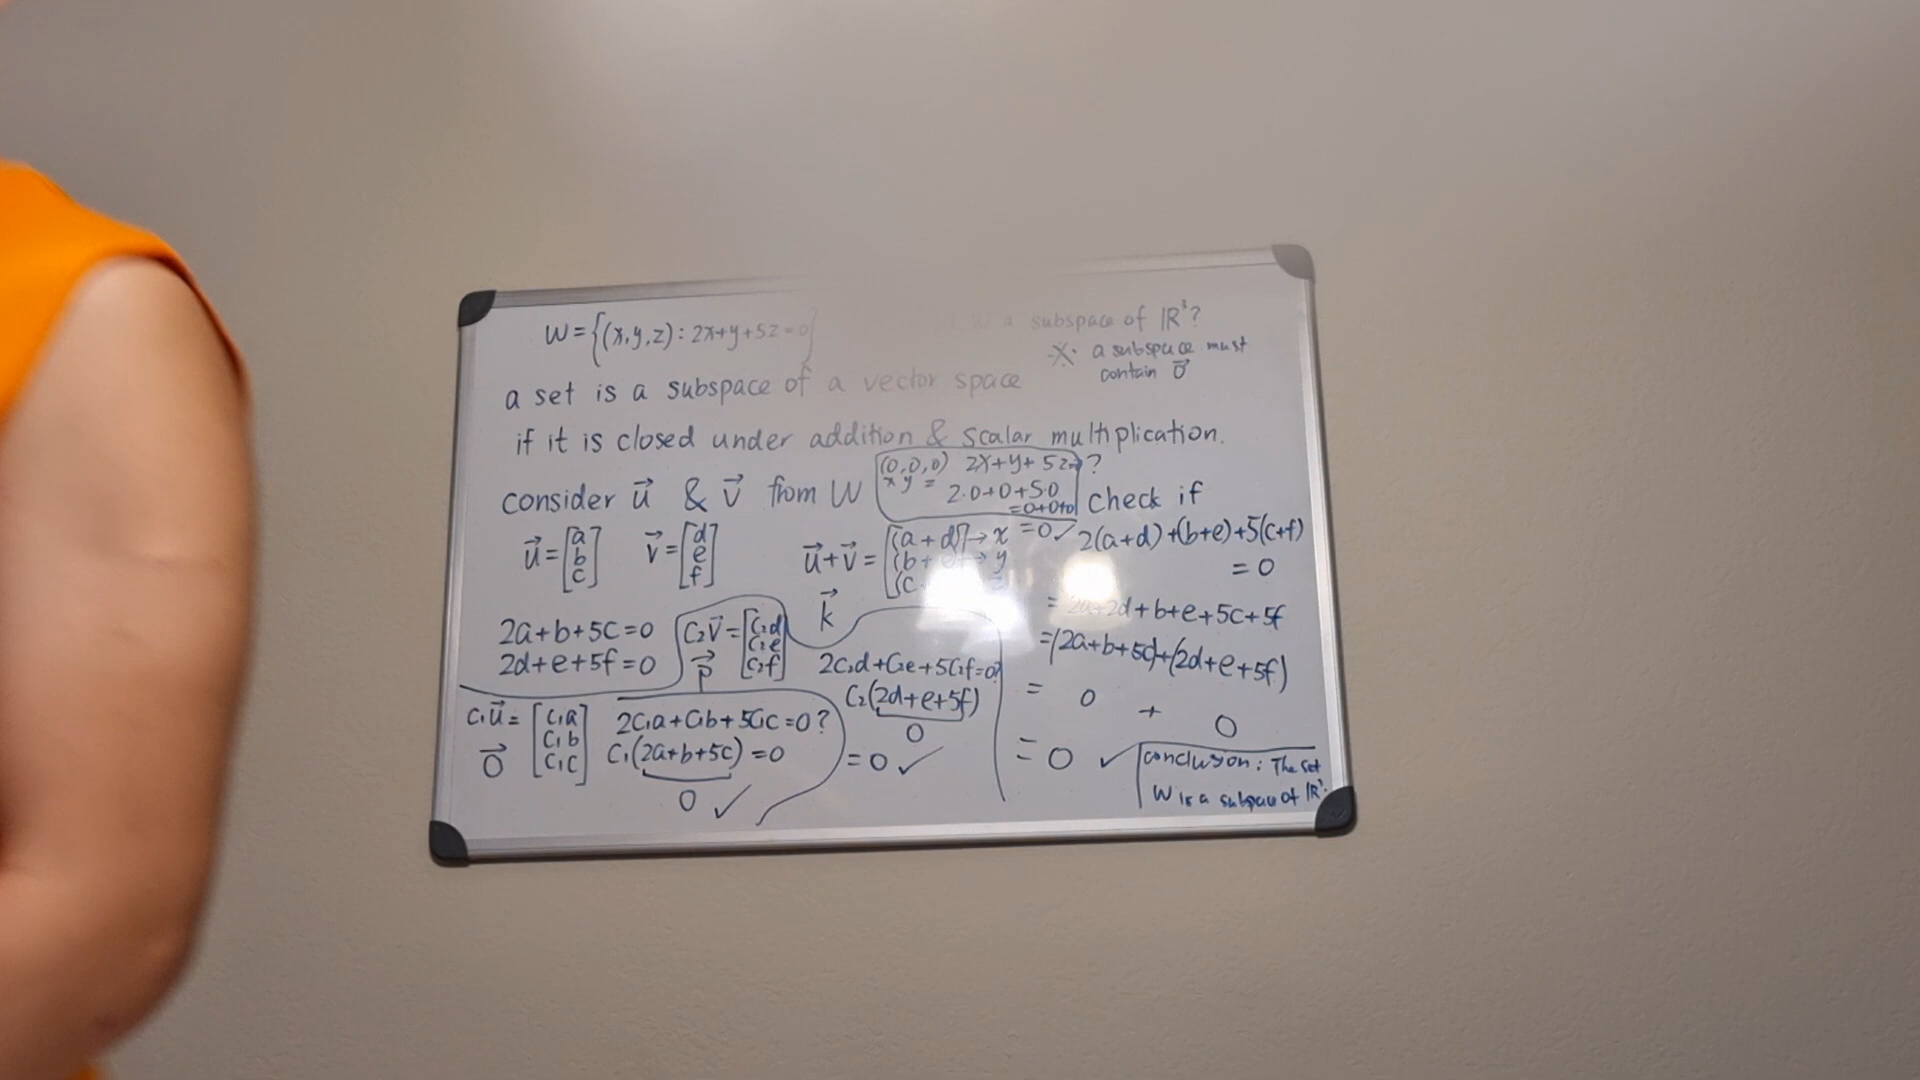 W={(x,y,z): 2x+y+5z=0}
W a subspace of ℝ³?
※ a subspace must
contain 0⃗
a set is a subspace of a vector space
if it is closed under addition & scalar multiplication.
consider u⃗ & v⃗ from W
(0,0,0) 2x+y+5z=?
x y =
2·0+0+5·0
=0+0+0
=0✓
u⃗=[a b c] v⃗=[d e f]
u⃗+v⃗=
(a+d)→x
(b+e)→y
k⃗
check if
2(a+d)+(b+e)+5(c+f)
=0
=2a+2d+b+e+5c+5f
=(2a+b+5c)+(2d+e+5f)
= 0 + 0
=0 ✓
2a+b+5c=0
2d+e+5f=0
c₂v⃗=[c₂d c₂e c₂f]
p⃗
2c₂d+c₂e+5c₂f=0?
c₂(2d+e+5f)
0
=0 ✓
c₁u⃗=[c₁a c₁b c₁c]
o⃗
2c₁a+c₁b+5c₁c=0?
c₁(2a+b+5c)=0
0 ✓
conclusion: The set
W is a subspace of ℝ³.